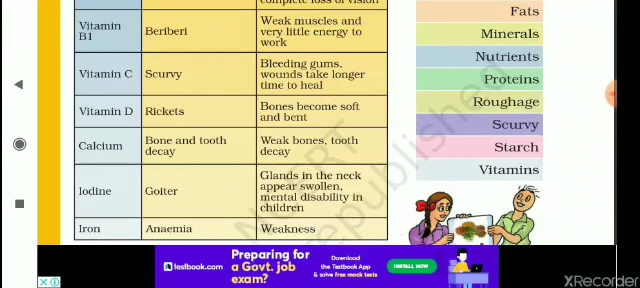 complete loss of vision
Vitamin
B1
Beriberi
Weak muscles and
very little energy to
work
Vitamin C
Scurvy
Bleeding gums,
wounds take longer
time to heal
Vitamin D
Rickets
Bones become soft
and bent
Calcium
Bone and tooth
decay
Weak bones, tooth
decay
Iodine
Goiter
Glands in the neck
appear swollen,
mental disability in
children
Iron
Anaemia
Weakness
Fats
Minerals
Nutrients
Proteins
Roughage
Scurvy
Starch
Vitamins
NCERT
republished
testbook.com
Preparing for
a Govt. job
exam?
Download
the Testbook App
& solve free mock tests
INSTALL NOW
XRecorder